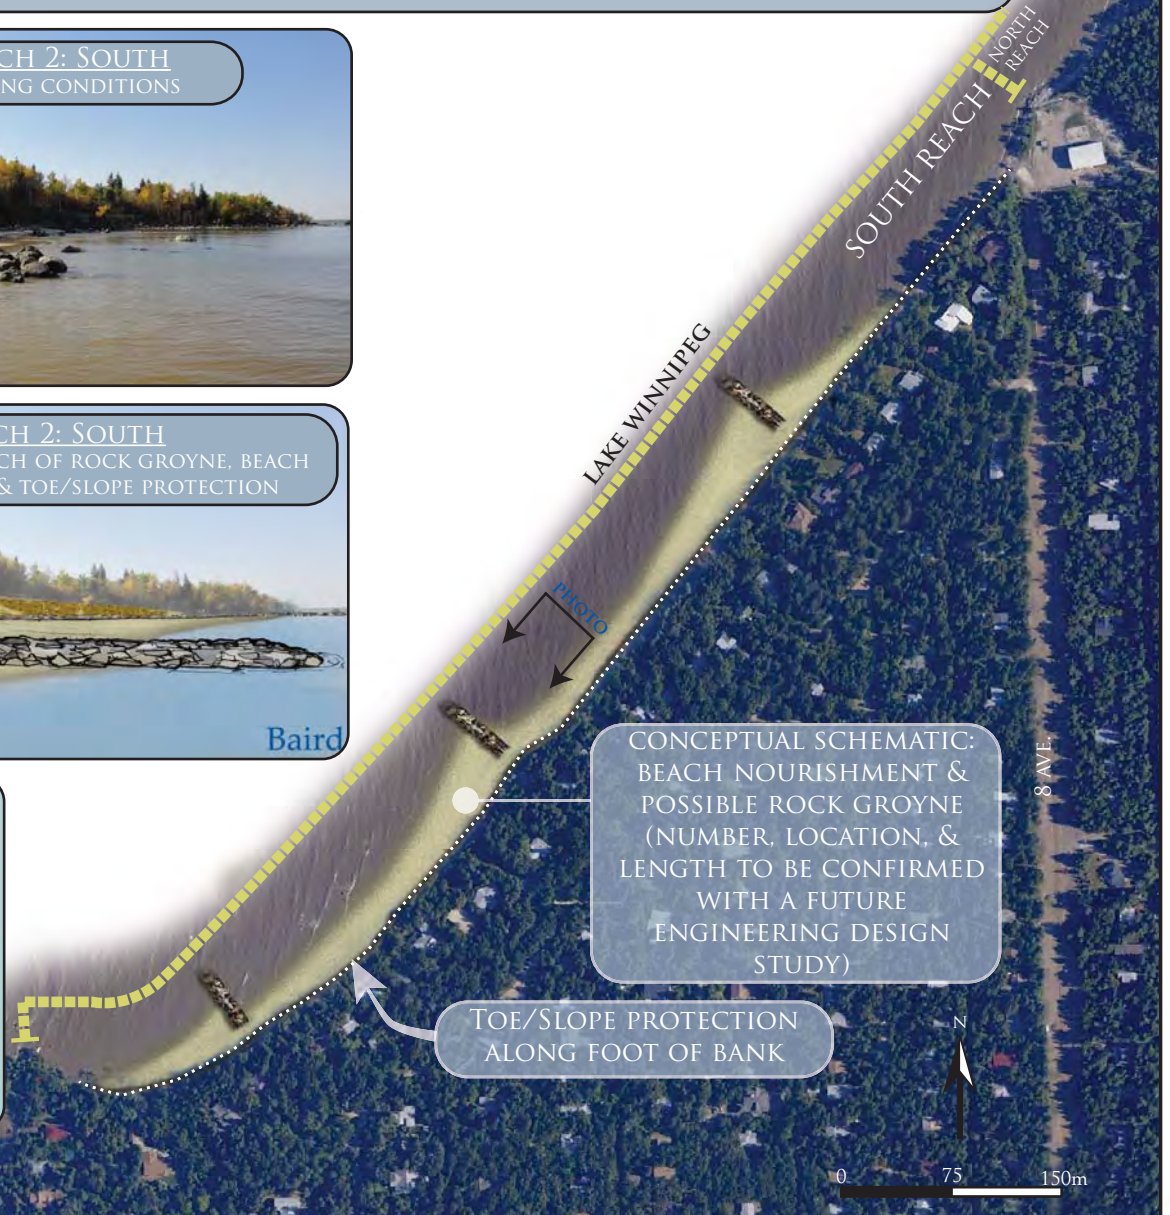 CH 2: SOUTH
NG CONDITIONS
CH 2: SOUTH
CH OF ROCK GROYNE, BEACH
& TOE/SLOPE PROTECTION
Baird
NORTH
REACH
SOUTH REACH
LAKE WINNIPEG
PHOTO
CONCEPTUAL SCHEMATIC:
BEACH NOURISHMENT &
POSSIBLE ROCK GROYNE
(NUMBER, LOCATION, &
LENGTH TO BE CONFIRMED
WITH A FUTURE
ENGINEERING DESIGN
STUDY)
8 AVE.
TOE/SLOPE PROTECTION
ALONG FOOT OF BANK
N
0 75 150m